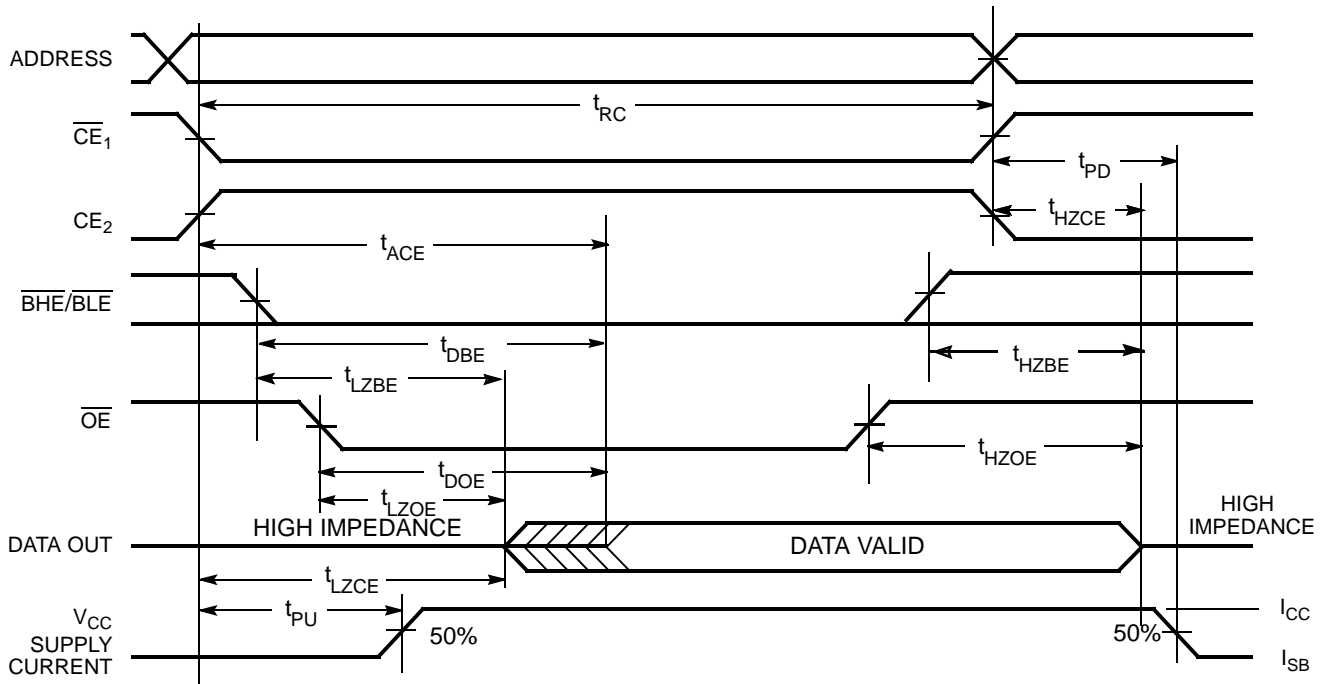 ADDRESS
tRC
CE1
tPD
CE2
tHZCE
tACE
BHE/BLE
tDBE
tHZBE
tLZBE
OE
tHZOE
tDOE
tLZOE
HIGH IMPEDANCE
HIGH
IMPEDANCE
DATA OUT
DATA VALID
tLZCE
tPU
VCC
SUPPLY
CURRENT
50%
50%
ICC
ISB